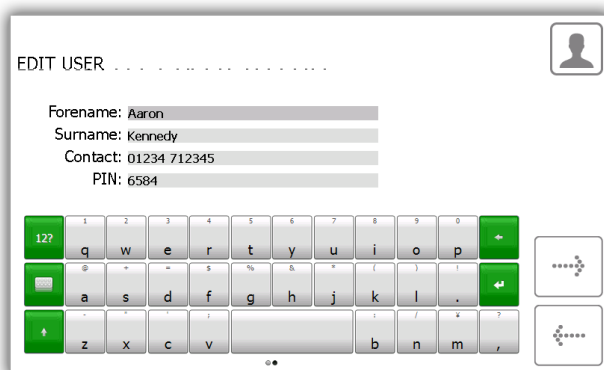 EDIT USER
Forename: Aaron
Surname: Kennedy
Contact: 01234 712345
PIN: 6584
1 2 3 4 5 6 7 8 9 0
12? q w e r t y u i o p
@ + = $ % & * ( ) !
a s d f g h j k l .
- " ' ; : / ¥ ?
z x c v b n m ,